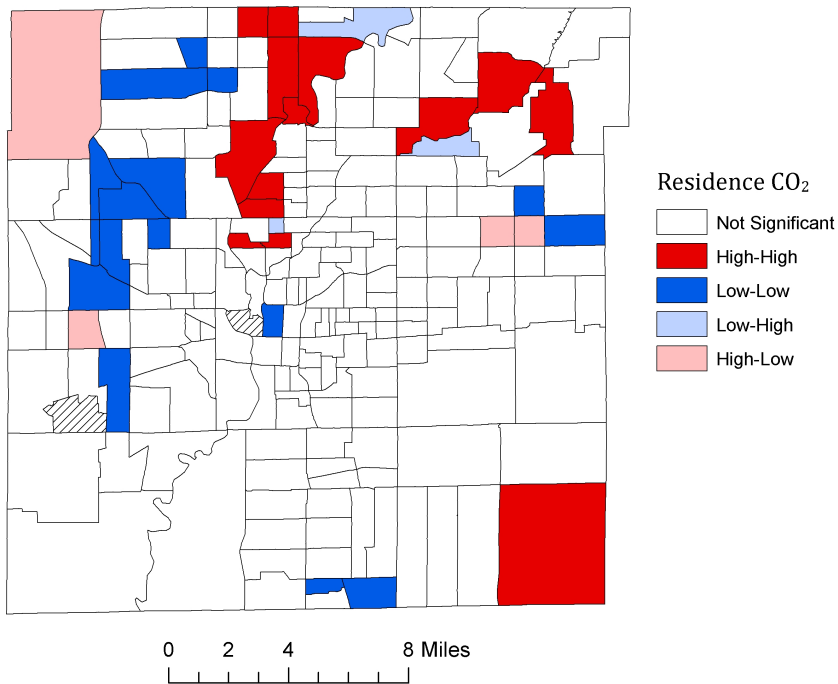 Residence CO₂
Not Significant
High-High
Low-Low
Low-High
High-Low
0 2 4 8 Miles